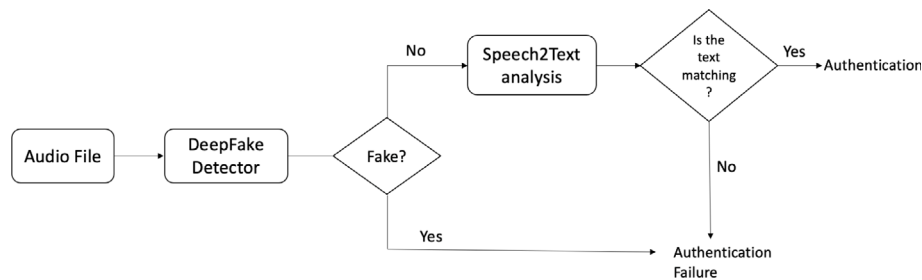 Audio File
DeepFake
Detector
Fake?
No
Speech2Text
analysis
Is the
text
matching
?
Yes
Authentication
No
Yes
Authentication
Failure